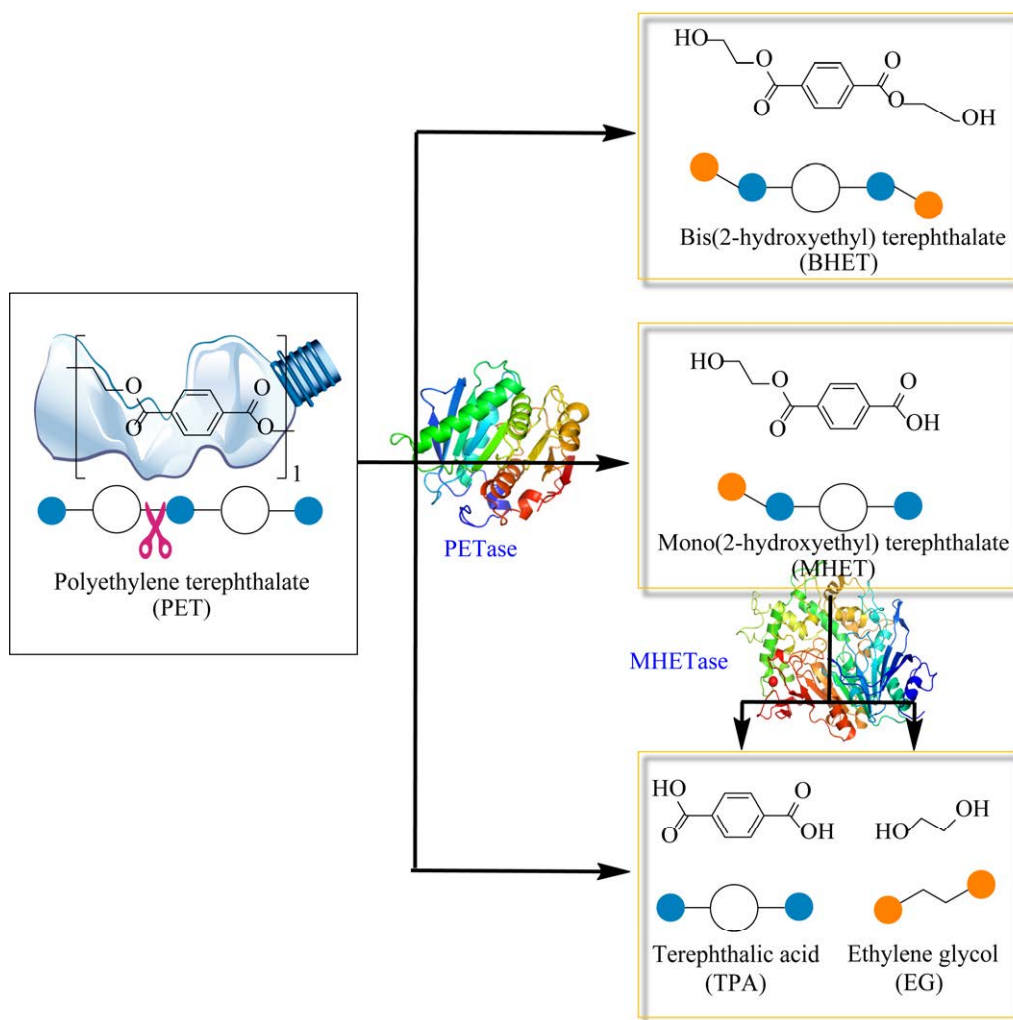 HO
O
O
O
O
OH
Bis(2-hydroxyethyl) terephthalate
(BHET)
O
O
O
O
1
Polyethylene terephthalate
(PET)
PETase
HO
O
O
O
OH
Mono(2-hydroxyethyl) terephthalate
(MHET)
MHETase
HO
O
O
OH
Terephthalic acid
(TPA)
HO
OH
Ethylene glycol
(EG)